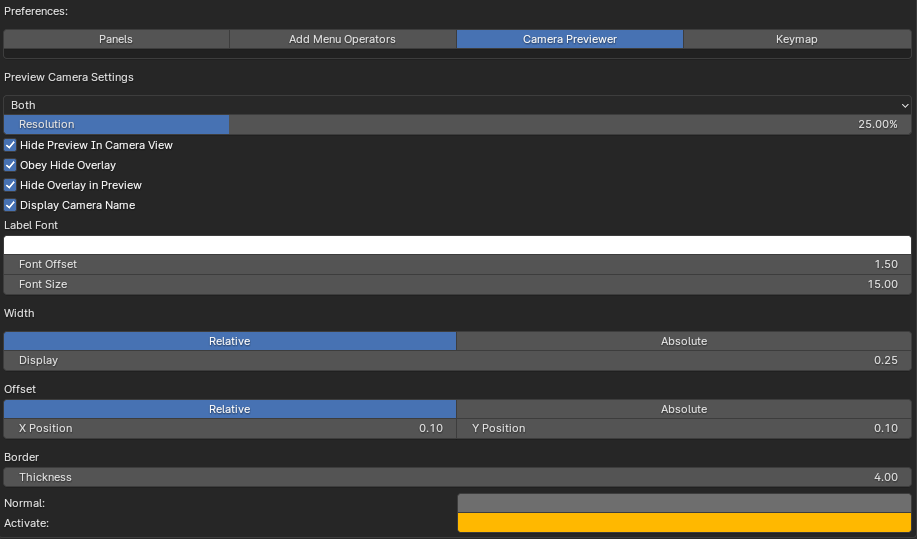 Preferences:
Panels Add Menu Operators Camera Previewer Keymap
Preview Camera Settings
Both
Resolution 25.00%
Hide Preview In Camera View
Obey Hide Overlay
Hide Overlay in Preview
Display Camera Name
Label Font
Font Offset 1.50
Font Size 15.00
Width
Relative Absolute
Display 0.25
Offset
Relative Absolute
X Position 0.10 Y Position 0.10
Border
Thickness 4.00
Normal:
Activate: